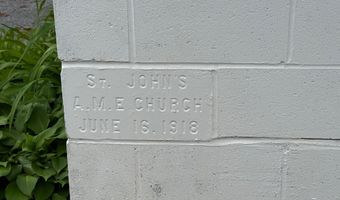 ST. JOHN'S
A.M.E CHURCH
JUNE 16. 1918